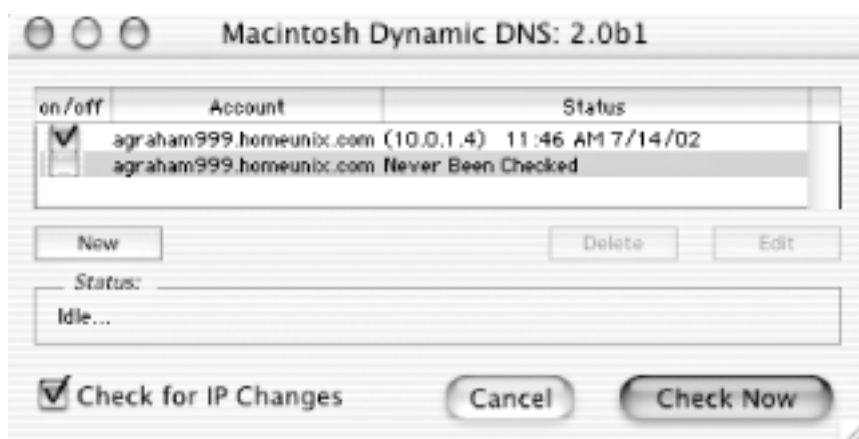 Macintosh Dynamic DNS: 2.0b1
on/off Account Status
agraham999.homeunix.com (10.0.1.4) 11:46 AM 7/14/02
agraham999.homeunix.com Never Been Checked
New Delete Edit
Status:
Idle...
Check for IP Changes Cancel Check Now